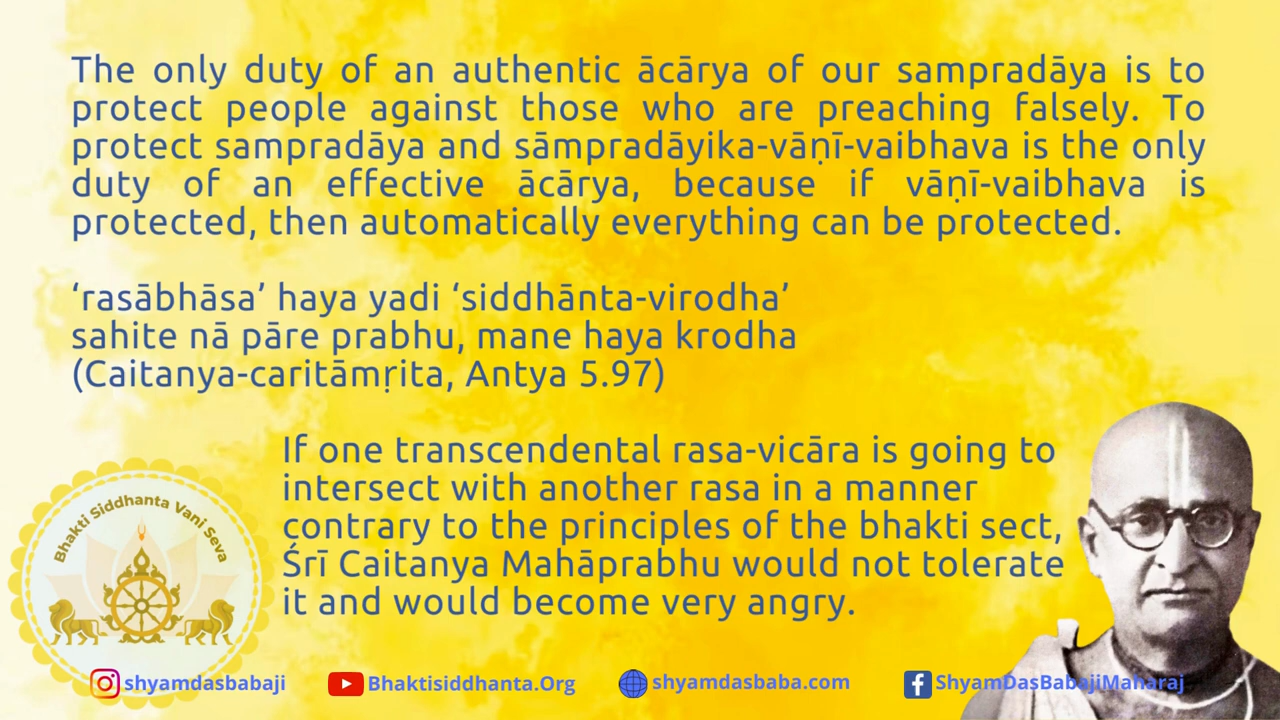 The only duty of an authentic ācārya of our sampradāya is to
protect people against those who are preaching falsely. To
protect sampradāya and sāmpradāyika-vāṇī-vaibhava is the only
duty of an effective ācārya, because if vāṇī-vaibhava is
protected, then automatically everything can be protected.
‘rasābhāsa’ haya yadi ‘siddhānta-virodha’
sahite nā pāre prabhu, mane haya krodha
(Caitanya-caritāmṛita, Antya 5.97)
If one transcendental rasa-vicāra is going to
intersect with another rasa in a manner
contrary to the principles of the bhakti sect,
Śrī Caitanya Mahāprabhu would not tolerate
it and would become very angry.
Bhakti Siddhanta Vani Seva
shyamdasbabaji
Bhaktisiddhanta.Org
shyamdasbaba.com
ShyamDasBabajiMaharaj